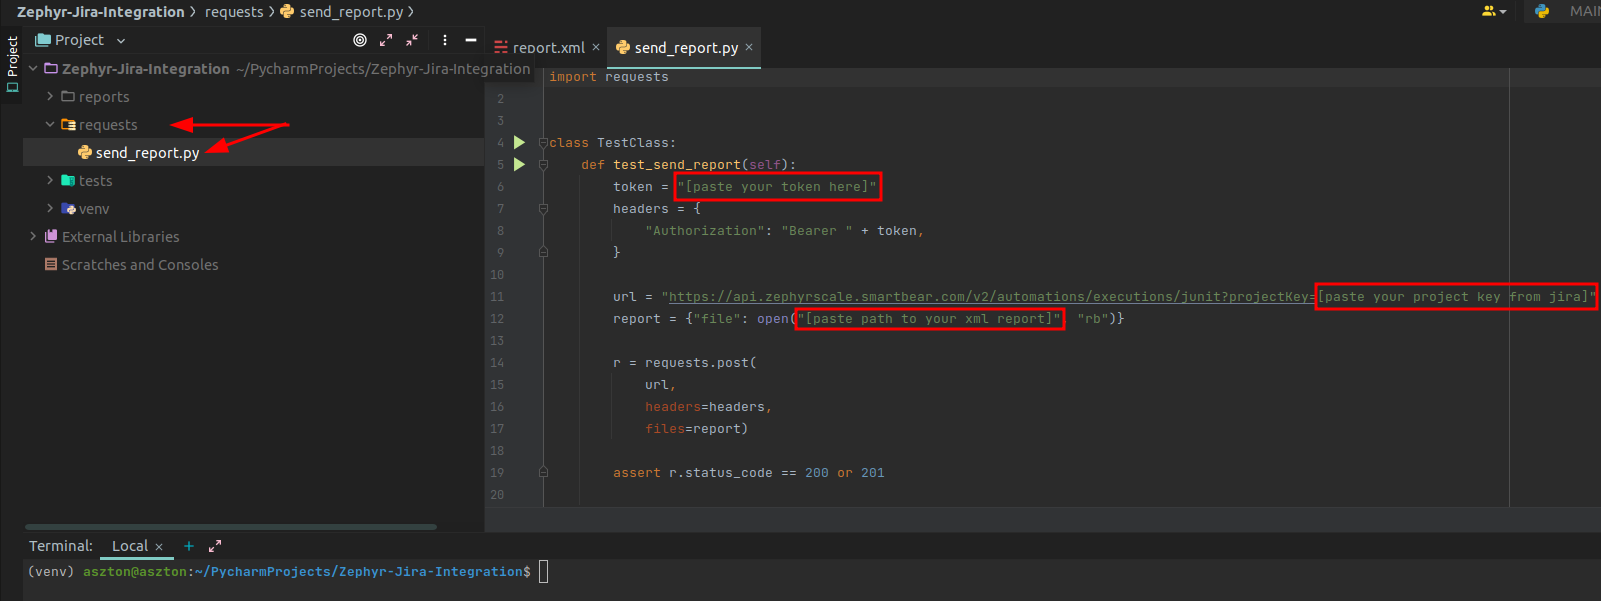 Zephyr-Jira-Integration
requests
send_report.py
MAI
Project
Project
report.xml
send_report.py
Zephyr-Jira-Integration ~/PycharmProjects/Zephyr-Jira-Integration
reports
requests
send_report.py
tests
venv
External Libraries
Scratches and Consoles
import requests
2
3
4 class TestClass:
5 def test_send_report(self):
6 token = "[paste your token here]"
7 headers = {
8 "Authorization": "Bearer " + token,
9 }
10
11 url = "https://api.zephyrscale.smartbear.com/v2/automations/executions/junit?projectKey=[paste your project key from jira]"
12 report = {"file": open("[paste path to your xml report]", "rb")}
13
14 r = requests.post(
15 url,
16 headers=headers,
17 files=report)
18
19 assert r.status_code == 200 or 201
20
Terminal: Local
(venv) aszton@aszton:~/PycharmProjects/Zephyr-Jira-Integration$